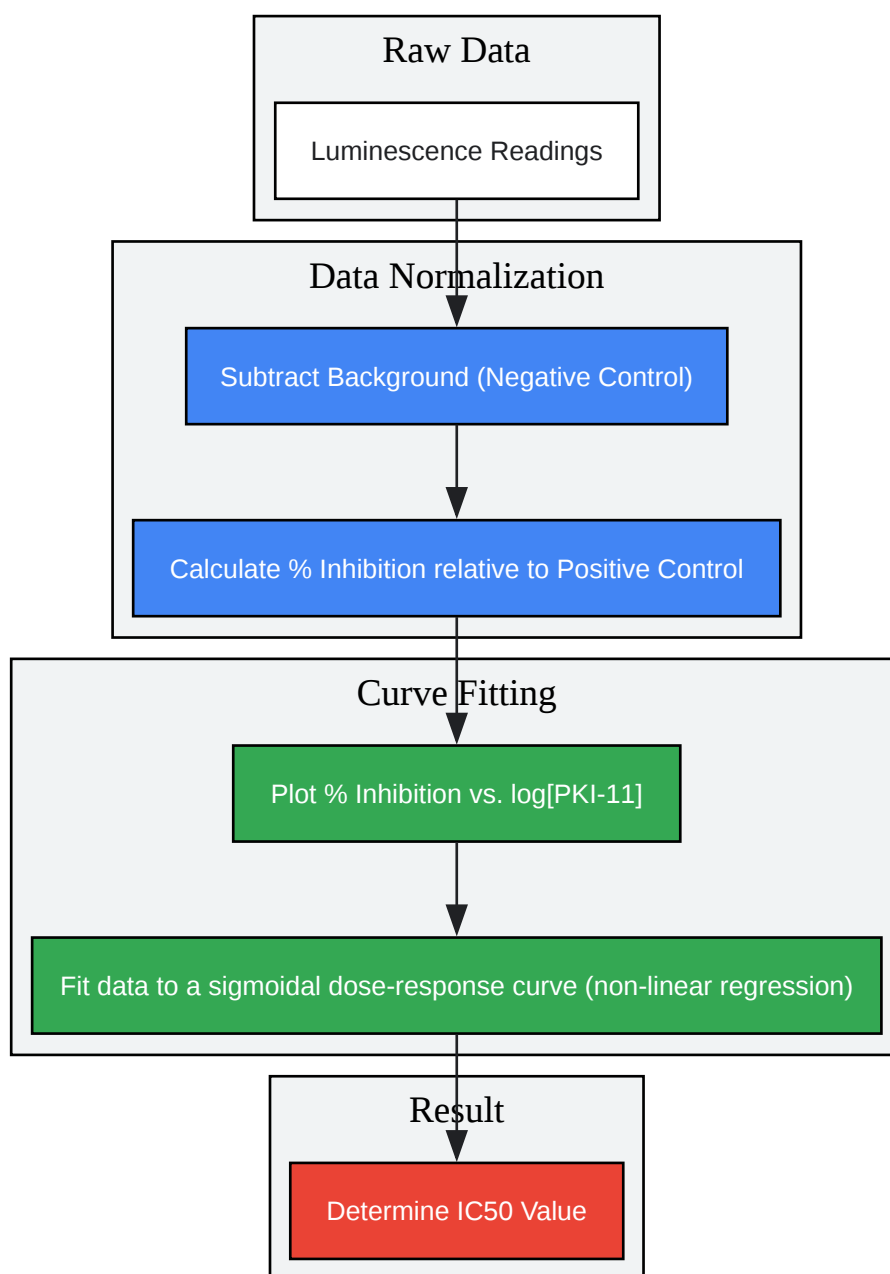 Raw Data
Luminescence Readings
Data Normalization
Subtract Background (Negative Control)
Calculate % Inhibition relative to Positive Control
Curve Fitting
Plot % Inhibition vs. log[PKI-11]
Fit data to a sigmoidal dose-response curve (non-linear regression)
Result
Determine IC50 Value